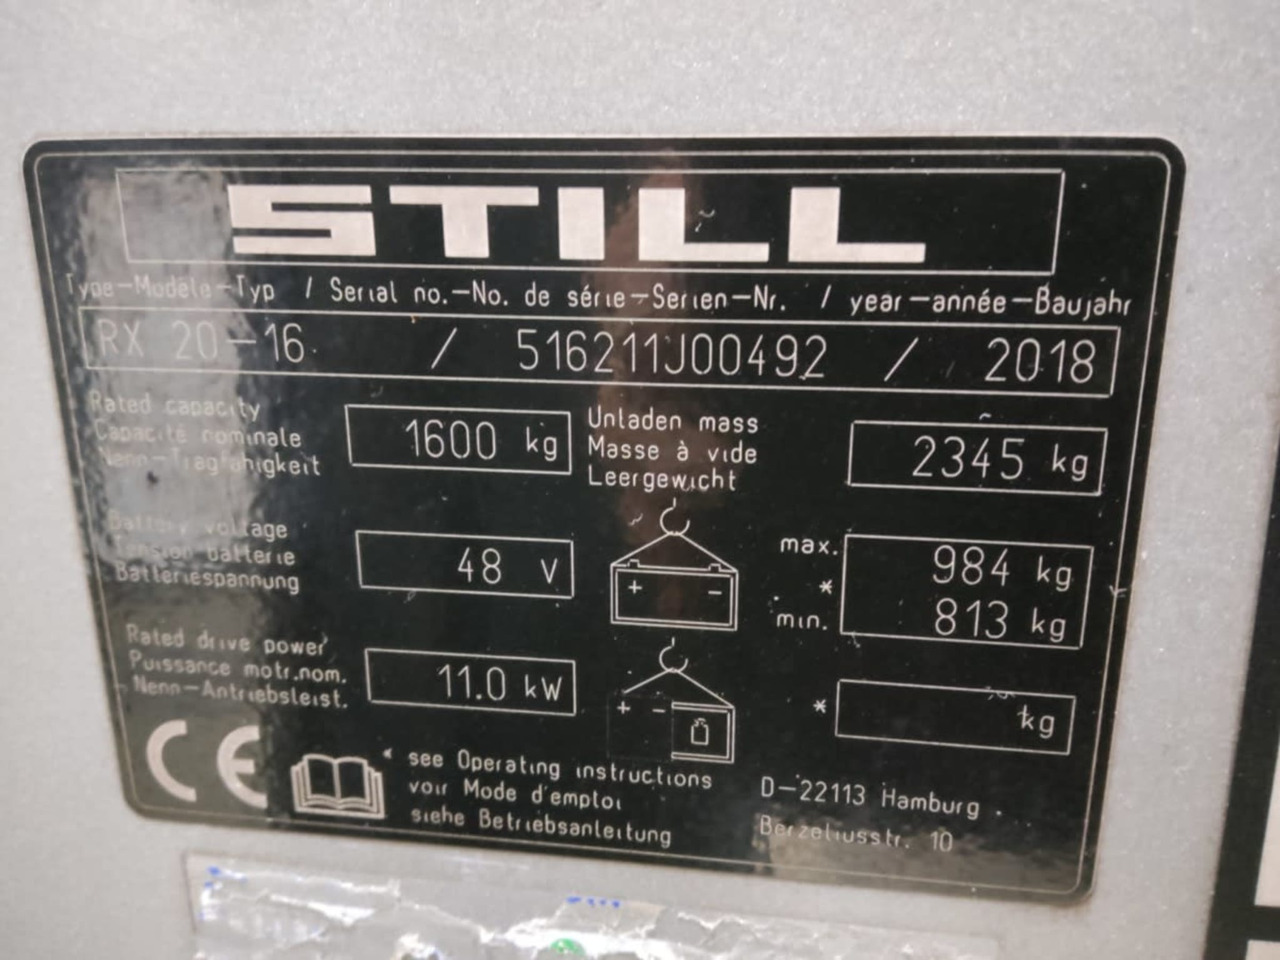 STILL
Type-Modèle-Typ / Serial no.-No. de série-Serien-Nr. / year-année-Baujahr
RX 20-16 / 516211J00492 / 2018
Rated capacity
Capacité nominale
Nenn-Tragfähigkeit
1600 kg
Unladen mass
Masse à vide
Leergewicht
2345 kg
Battery voltage
Tension batterie
Batteriespannung
48 V
+ -
max.
*
min.
984 kg
813 kg
Rated drive power
Puissance motr.nom.
Nenn-Antriebsleist.
11.0 kW
+ -
* kg
CE
* see Operating instructions
voir Mode d'emploi
siehe Betriebsanleitung
D-22113 Hamburg
Berzeliusstr. 10